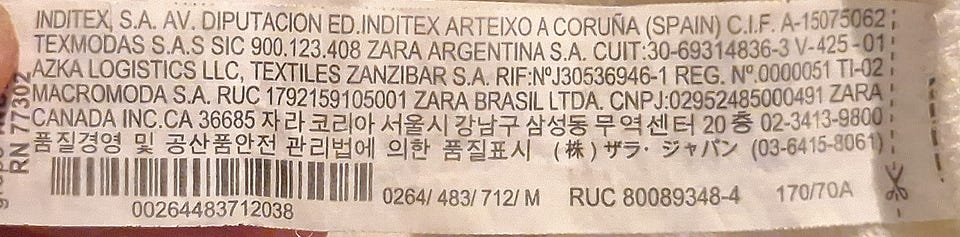 INDITEX, S.A. AV. DIPUTACION ED.INDITEX ARTEIXO A CORUÑA (SPAIN) C.I.F. A-15075062
TEXMODAS S.A.S SIC 900.123.408 ZARA ARGENTINA S.A. CUIT:30-69314836-3 V-425-01
AZKA LOGISTICS LLC, TEXTILES ZANZIBAR S.A. RIF:NºJ30536946-1 REG. Nº.0000051 TI-02
MACROMODA S.A. RUC 1792159105001 ZARA BRASIL LTDA. CNPJ:02952485000491 ZARA
CANADA INC.CA 36685 자라코리아 서울시 강남구 삼성동 무역센터 20층 02-3413-9800
품질경영 및 공산품안전 관리법에 의한 품질표시 (株) ザラ・ジャパン (03-6415-8061)
00264483712038
0264/ 483/ 712/ M RUC 80089348-4 170/70A
RN 77302